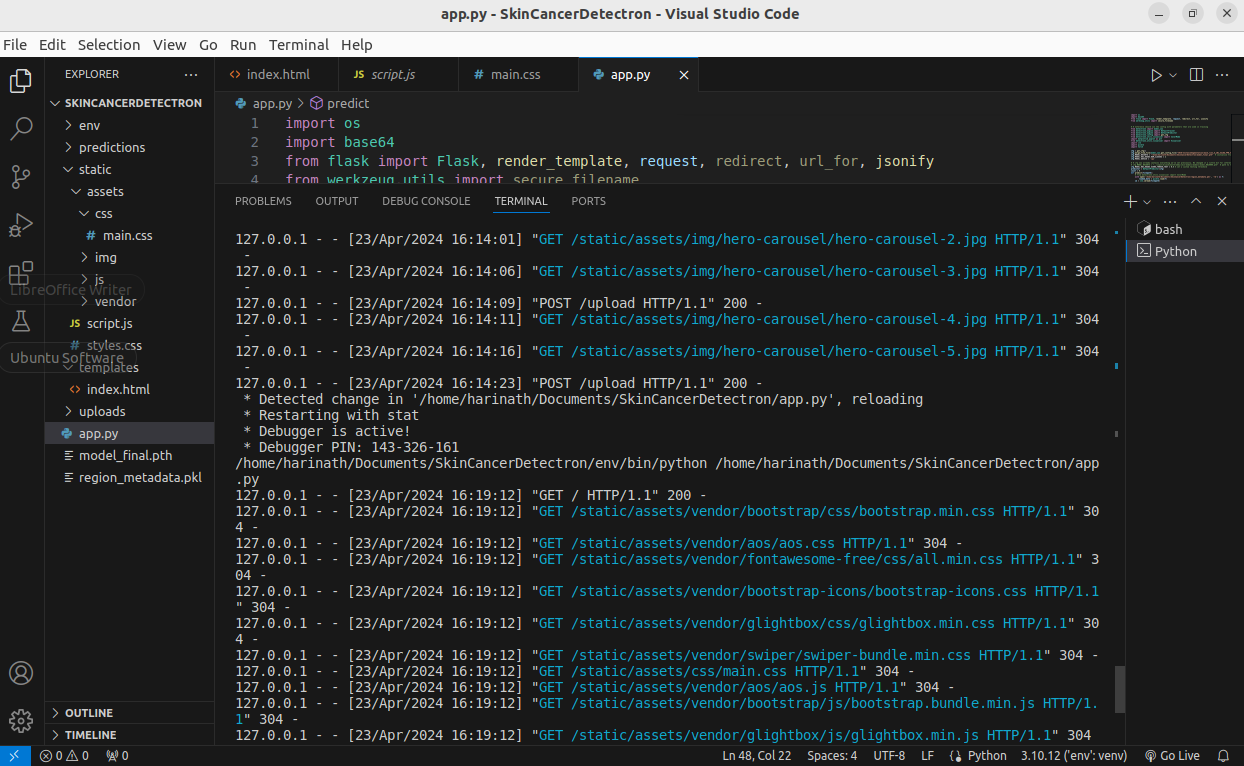 app.py - SkinCancerDetectron - Visual Studio Code
File Edit Selection View Go Run Terminal Help
EXPLORER
SKINCANCERDETECTRON
env
predictions
static
assets
css
# main.css
img
js
LibreOffice Writer
vendor
JS script.js
# styles.css
Ubuntu Software
templates
<> index.html
uploads
app.py
model_final.pth
region_metadata.pkl
OUTLINE
TIMELINE
<> index.html
JS script.js
# main.css
app.py
app.py > predict
1 import os
2 import base64
3 from flask import Flask, render_template, request, redirect, url_for, jsonify
4 from werkzeug.utils import secure_filename
PROBLEMS OUTPUT DEBUG CONSOLE TERMINAL PORTS
127.0.0.1 - - [23/Apr/2024 16:14:01] "GET /static/assets/img/hero-carousel/hero-carousel-2.jpg HTTP/1.1" 304
-
127.0.0.1 - - [23/Apr/2024 16:14:06] "GET /static/assets/img/hero-carousel/hero-carousel-3.jpg HTTP/1.1" 304
-
127.0.0.1 - - [23/Apr/2024 16:14:09] "POST /upload HTTP/1.1" 200 -
127.0.0.1 - - [23/Apr/2024 16:14:11] "GET /static/assets/img/hero-carousel/hero-carousel-4.jpg HTTP/1.1" 304
-
127.0.0.1 - - [23/Apr/2024 16:14:16] "GET /static/assets/img/hero-carousel/hero-carousel-5.jpg HTTP/1.1" 304
-
127.0.0.1 - - [23/Apr/2024 16:14:23] "POST /upload HTTP/1.1" 200 -
* Detected change in '/home/harinath/Documents/SkinCancerDetectron/app.py', reloading
* Restarting with stat
* Debugger is active!
* Debugger PIN: 143-326-161
/home/harinath/Documents/SkinCancerDetectron/env/bin/python /home/harinath/Documents/SkinCancerDetectron/app
.py
127.0.0.1 - - [23/Apr/2024 16:19:12] "GET / HTTP/1.1" 200 -
127.0.0.1 - - [23/Apr/2024 16:19:12] "GET /static/assets/vendor/bootstrap/css/bootstrap.min.css HTTP/1.1" 30
4 -
127.0.0.1 - - [23/Apr/2024 16:19:12] "GET /static/assets/vendor/aos/aos.css HTTP/1.1" 304 -
127.0.0.1 - - [23/Apr/2024 16:19:12] "GET /static/assets/vendor/fontawesome-free/css/all.min.css HTTP/1.1" 3
04 -
127.0.0.1 - - [23/Apr/2024 16:19:12] "GET /static/assets/vendor/bootstrap-icons/bootstrap-icons.css HTTP/1.1
" 304 -
127.0.0.1 - - [23/Apr/2024 16:19:12] "GET /static/assets/vendor/glightbox/css/glightbox.min.css HTTP/1.1" 30
4 -
127.0.0.1 - - [23/Apr/2024 16:19:12] "GET /static/assets/vendor/swiper/swiper-bundle.min.css HTTP/1.1" 304 -
127.0.0.1 - - [23/Apr/2024 16:19:12] "GET /static/assets/css/main.css HTTP/1.1" 304 -
127.0.0.1 - - [23/Apr/2024 16:19:12] "GET /static/assets/vendor/aos/aos.js HTTP/1.1" 304 -
127.0.0.1 - - [23/Apr/2024 16:19:12] "GET /static/assets/vendor/bootstrap/js/bootstrap.bundle.min.js HTTP/1.
1" 304 -
127.0.0.1 - - [23/Apr/2024 16:19:12] "GET /static/assets/vendor/glightbox/js/glightbox.min.js HTTP/1.1" 304
bash
Python
0 0 0 Ln 48, Col 22 Spaces: 4 UTF-8 LF Python 3.10.12 ('env': venv) Go Live